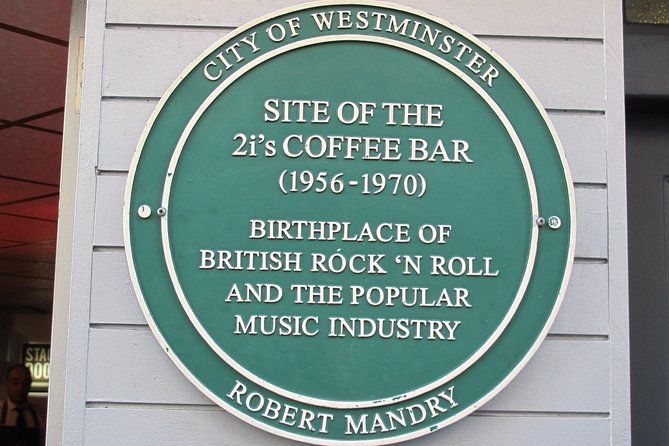 CITY OF WESTMINSTER
SITE OF THE
2i's COFFEE BAR
(1956-1970)
BIRTHPLACE OF
BRITISH RÓCK 'N ROLL
AND THE POPULAR
MUSIC INDUSTRY
ROBERT MANDRY